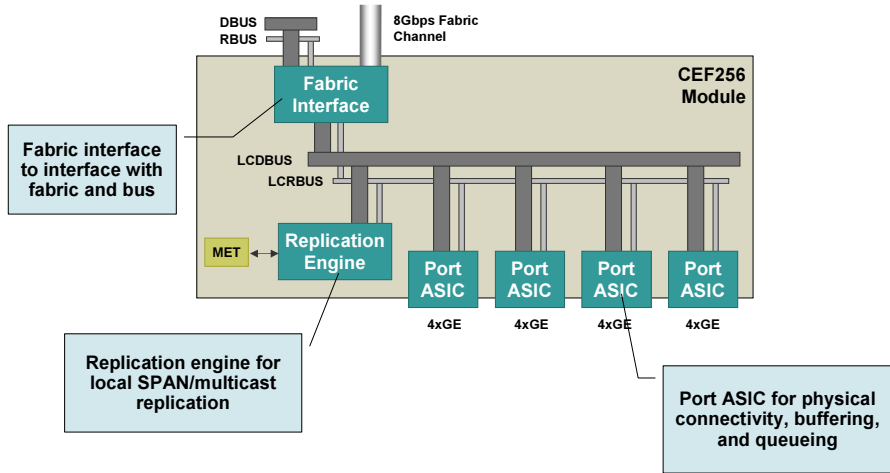 DBUS
RBUS
8Gbps Fabric
Channel
CEF256
Module
Fabric
Interface
Fabric interface
to interface with
fabric and bus
LCDBUS
LCRBUS
MET
Replication
Engine
Port
ASIC
Port
ASIC
Port
ASIC
Port
ASIC
4xGE
4xGE
4xGE
4xGE
Replication engine for
local SPAN/multicast
replication
Port ASIC for physical
connectivity, buffering,
and queueing